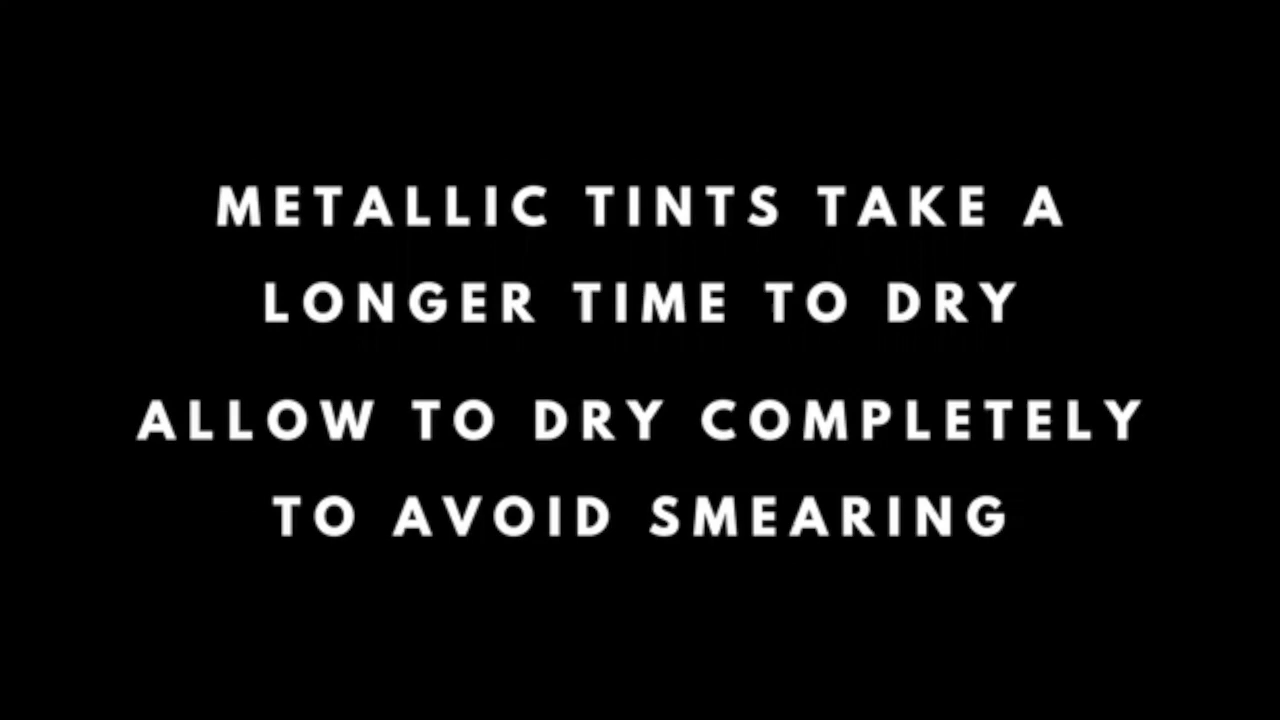 METALLIC TINTS TAKE A
LONGER TIME TO DRY
ALLOW TO DRY COMPLETELY
TO AVOID SMEARING